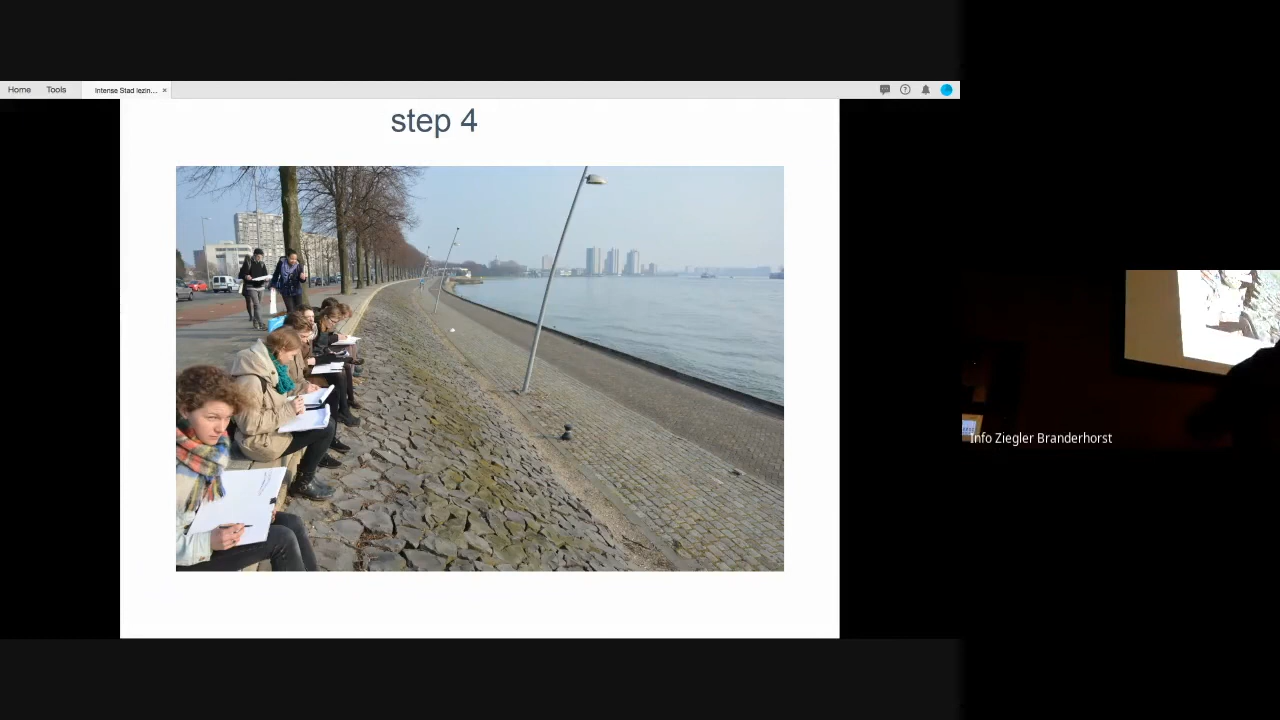 Home
Tools
Intense Stad lezin...
step 4
Info Ziegler Branderhorst